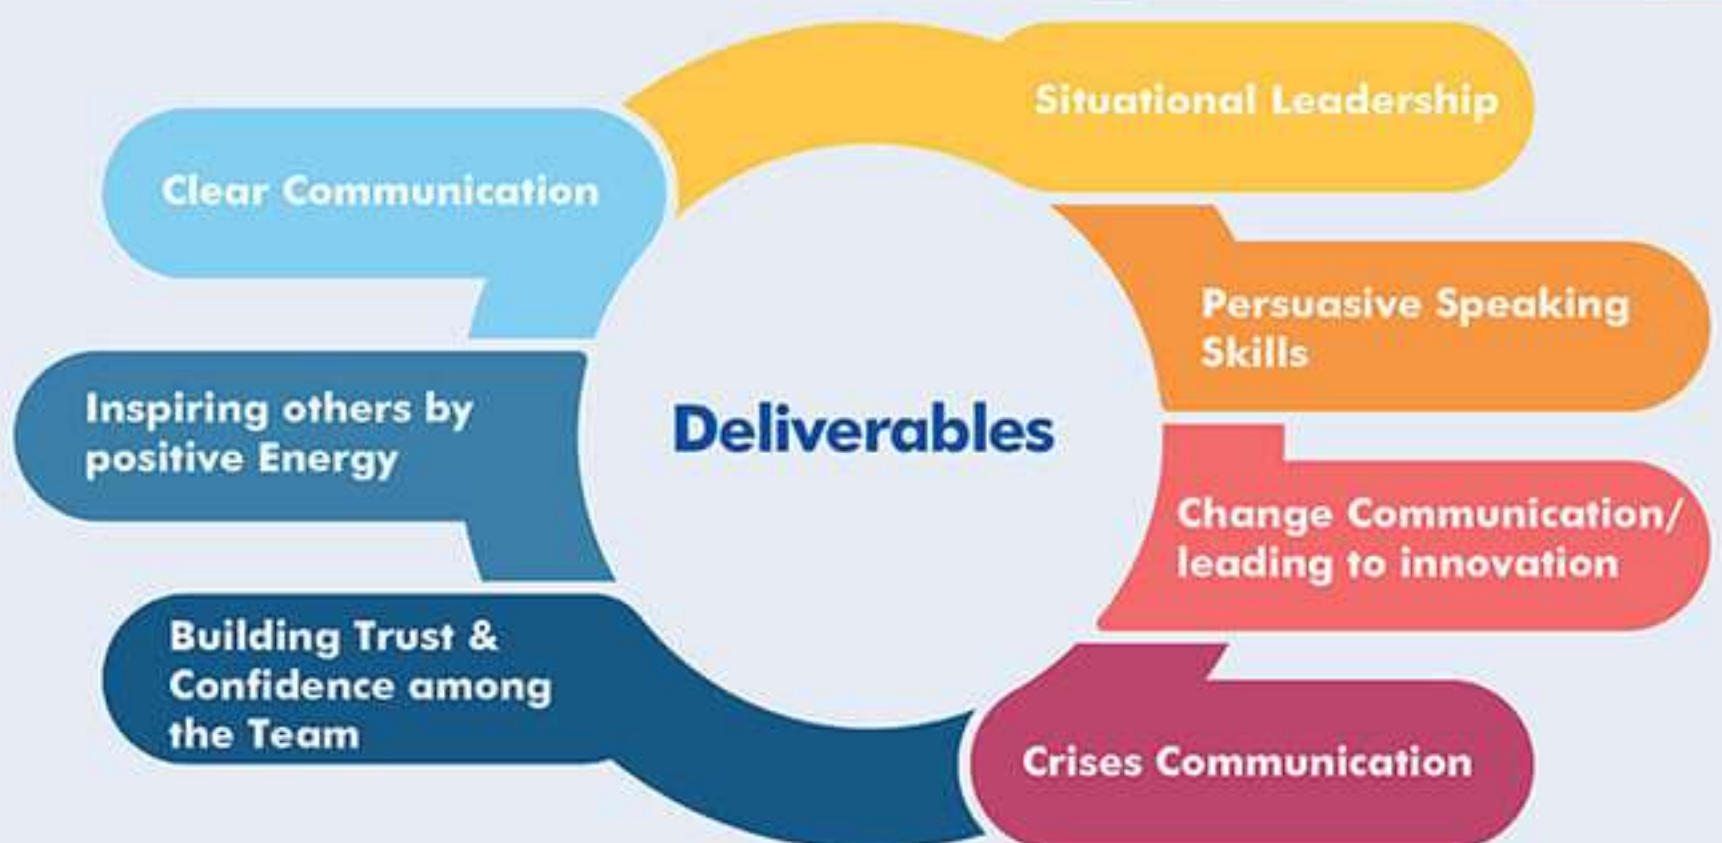 Deliverables
Situational Leadership
Persuasive Speaking
Skills
Change Communication/
leading to innovation
Crises Communication
Building Trust &
Confidence among
the Team
Inspiring others by
positive Energy
Clear Communication